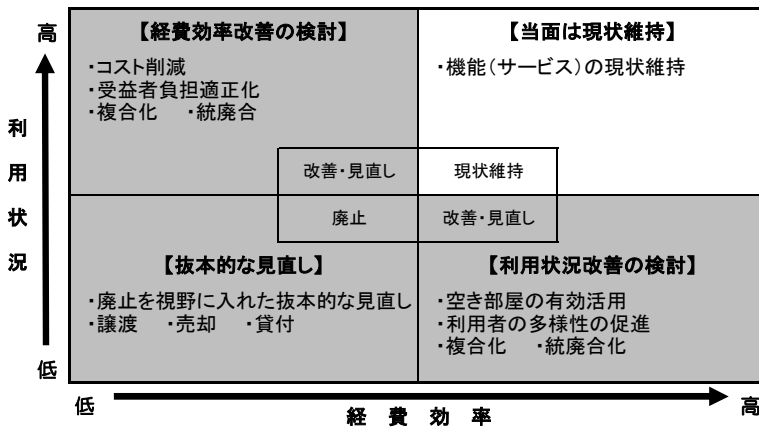 高
利用状況
低
【経費効率改善の検討】
・コスト削減
・受益者負担適正化
・複合化 ・統廃合
【当面は現状維持】
・機能(サービス)の現状維持
改善・見直し
現状維持
廃止
改善・見直し
【抜本的な見直し】
・廃止を視野に入れた抜本的な見直し
・譲渡 ・売却 ・貸付
【利用状況改善の検討】
・空き部屋の有効活用
・利用者の多様性の促進
・複合化 ・統廃合化
低
経費効率
高